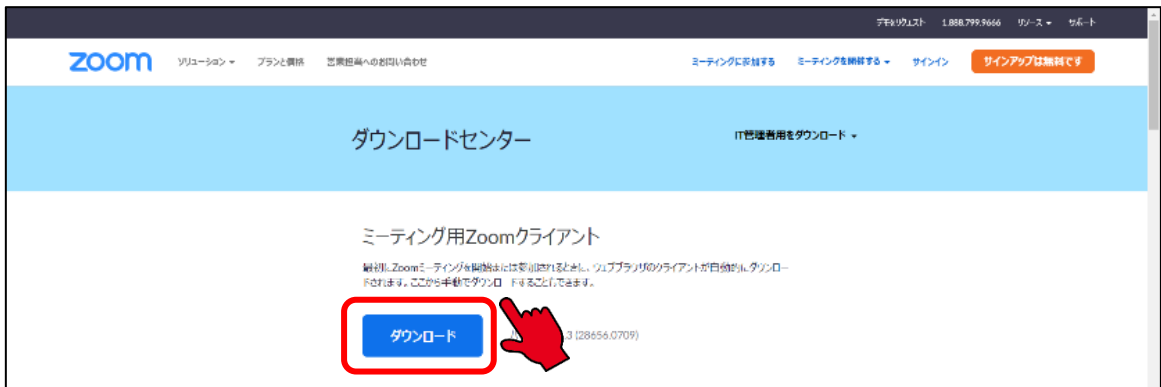 デモをリクエスト 1.888.799.9666 リソース サポート
zoom ソリューション プランと価格 営業担当へのお問い合わせ ミーティングに参加する ミーティングを開催する サインイン サインアップは無料です
ダウンロードセンター IT管理者用をダウンロード
ミーティング用Zoomクライアント
最初にZoomミーティングを開始または参加されるときに、ウェブブラウザのクライアントが自動的にダウンロー
ドされます。ここから手動でダウンロードすることもできます。
ダウンロード .3 (28656.0709)